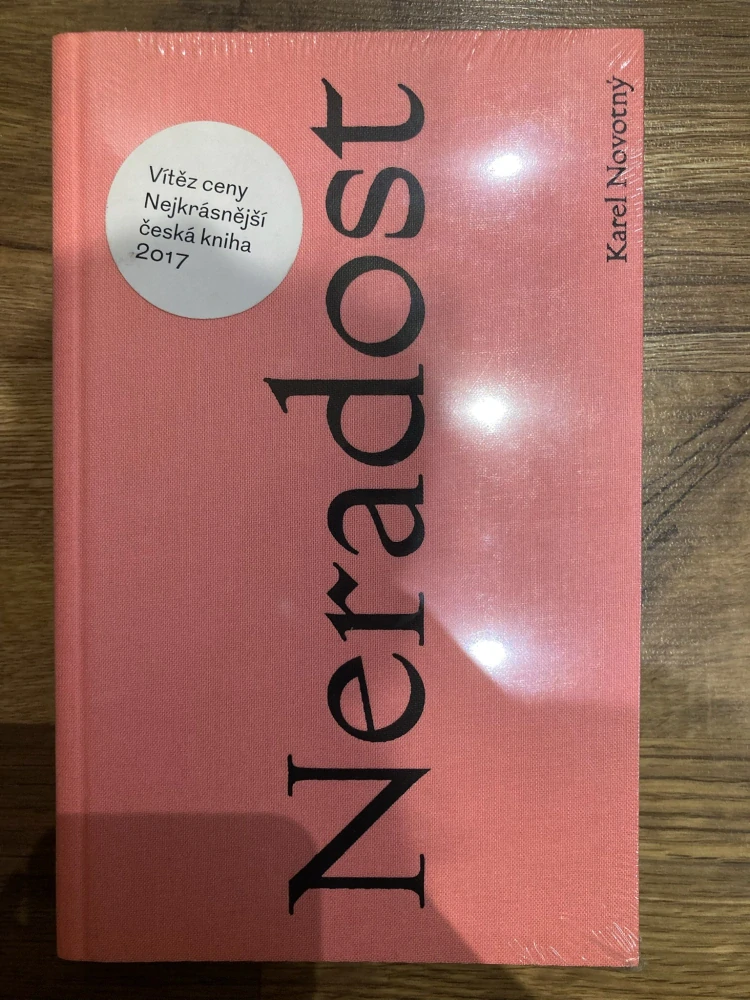 Vítěz ceny
Nejkrásnější
česká kniha
2017
Neradost
Karel Novotný